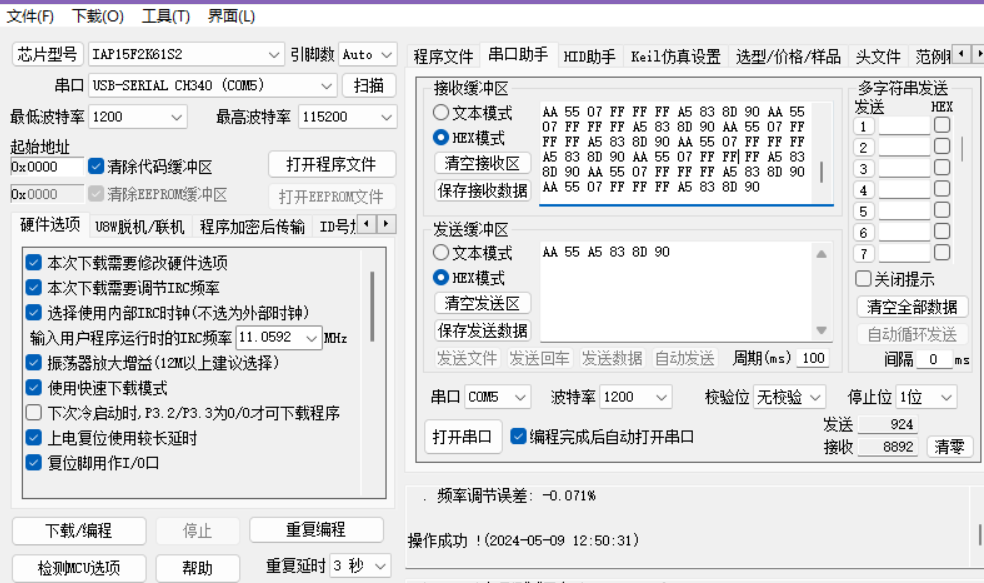 文件(F) 下载(O) 工具(T) 界面(L)
芯片型号 IAP15F2K61S2 引脚数 Auto
串口 USB-SERIAL CH340 (COM5) 扫描
最低波特率 1200 最高波特率 115200
起始地址
0x0000 清除代码缓冲区 打开程序文件
0x0000 清除EEPROM缓冲区 打开EEPROM文件
硬件选项 U8W脱机/联机 程序加密后传输 ID号
本次下载需要修改硬件选项
本次下载需要调节IRC频率
选择使用内部IRC时钟(不选为外部时钟)
输入用户程序运行时的IRC频率 11.0592 MHz
振荡器放大增益(12M以上建议选择)
使用快速下载模式
下次冷启动时,P3.2/P3.3为0/0才可下载程序
上电复位使用较长延时
复位脚用作I/O口
下载/编程 停止 重复编程
检测MCU选项 帮助 重复延时 3 秒
程序文件 串口助手 HID助手 Keil仿真设置 选型/价格/样品 头文件 范例
接收缓冲区
文本模式
HEX模式
清空接收区
保存接收数据
AA 55 07 FF FF FF A5 83 8D 90 AA 55
07 FF FF FF A5 83 8D 90 AA 55 07 FF
FF FF A5 83 8D 90 AA 55 07 FF FF FF
A5 83 8D 90 AA 55 07 FF FF FF A5 83
8D 90 AA 55 07 FF FF FF A5 83 8D 90
AA 55 07 FF FF FF A5 83 8D 90
发送缓冲区
文本模式
HEX模式
清空发送区
保存发送数据
AA 55 A5 83 8D 90
发送文件 发送回车 发送数据 自动发送 周期(ms) 100
多字符串发送
发送 HEX
1
2
3
4
5
6
7
关闭提示
清空全部数据
自动循环发送
间隔 0 ms
串口 COM5 波特率 1200 校验位 无校验 停止位 1位
打开串口 编程完成后自动打开串口
发送 924
接收 8892 清零
. 频率调节误差: -0.071%
操作成功 !(2024-05-09 12:50:31)